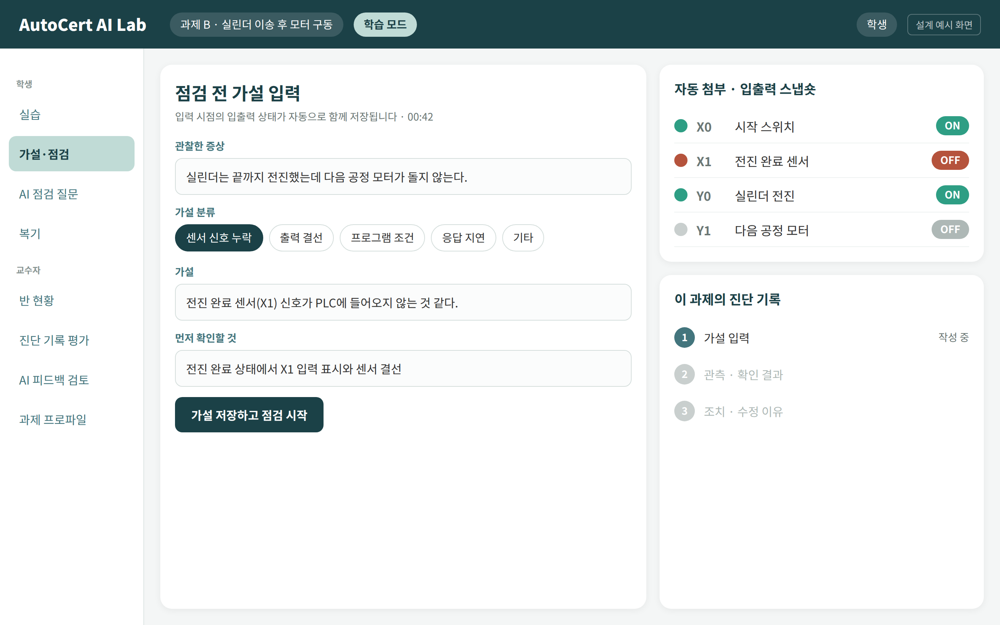 AutoCert AI Lab
과제 B · 실린더 이송 후 모터 구동
학습 모드
학생
설계 예시 화면
학생
실습
가설·점검
AI 점검 질문
복기
교수자
반 현황
진단 기록 평가
AI 피드백 검토
과제 프로파일
점검 전 가설 입력
입력 시점의 입출력 상태가 자동으로 함께 저장됩니다 · 00:42
관찰한 증상
실린더는 끝까지 전진했는데 다음 공정 모터가 돌지 않는다.
가설 분류
센서 신호 누락
출력 결선
프로그램 조건
응답 지연
기타
가설
전진 완료 센서(X1) 신호가 PLC에 들어오지 않는 것 같다.
먼저 확인할 것
전진 완료 상태에서 X1 입력 표시와 센서 결선
가설 저장하고 점검 시작
자동 첨부 · 입출력 스냅숏
X0 시작 스위치 ON
X1 전진 완료 센서 OFF
Y0 실린더 전진 ON
Y1 다음 공정 모터 OFF
이 과제의 진단 기록
1 가설 입력 작성 중
2 관측 · 확인 결과
3 조치 · 수정 이유